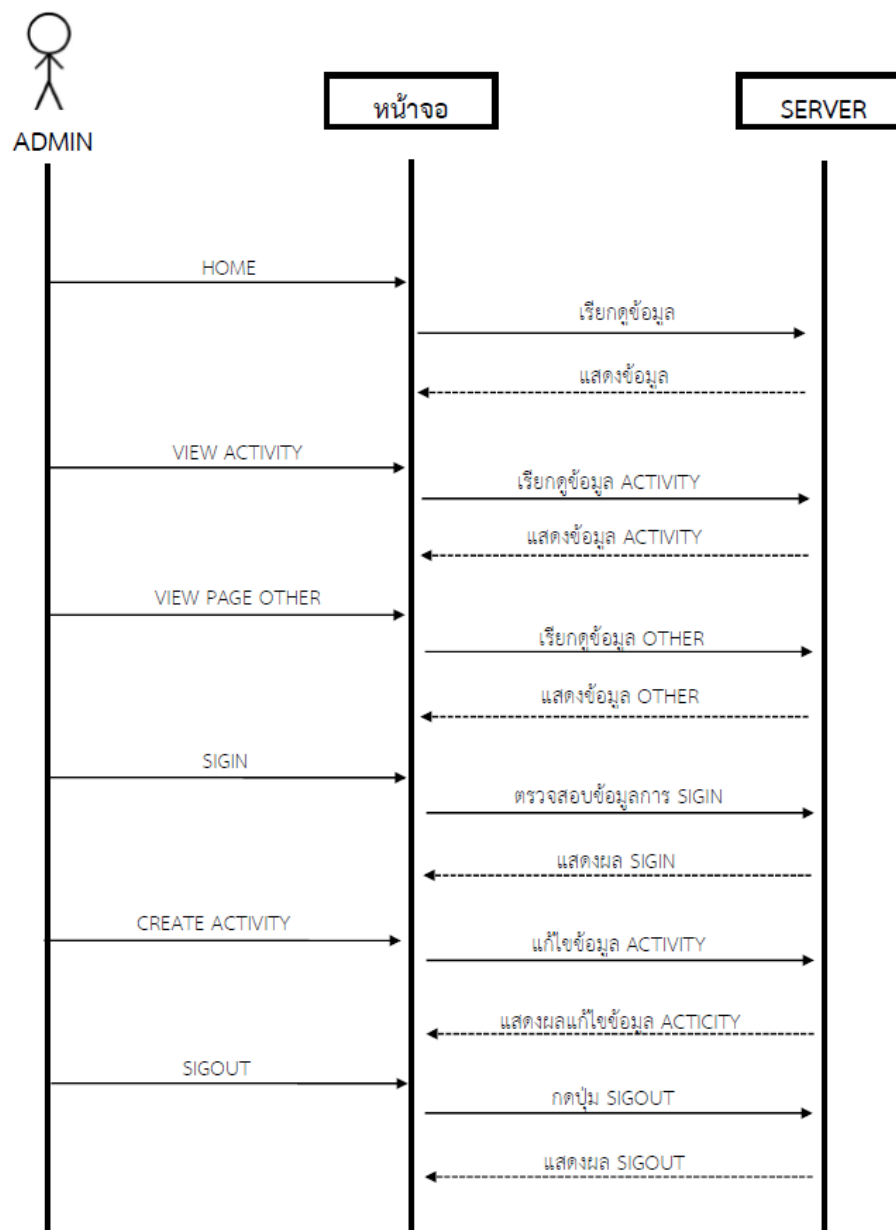 หน้าจอ
SERVER
ADMIN
HOME
เรียกดูข้อมูล
แสดงข้อมูล
VIEW ACTIVITY
เรียกดูข้อมูล ACTIVITY
แสดงข้อมูล ACTIVITY
VIEW PAGE OTHER
เรียกดูข้อมูล OTHER
แสดงข้อมูล OTHER
SIGIN
ตรวจสอบข้อมูลการ SIGIN
แสดงผล SIGIN
CREATE ACTIVITY
แก้ไขข้อมูล ACTIVITY
แสดงผลแก้ไขข้อมูล ACTICITY
SIGOUT
กดปุ่ม SIGOUT
แสดงผล SIGOUT